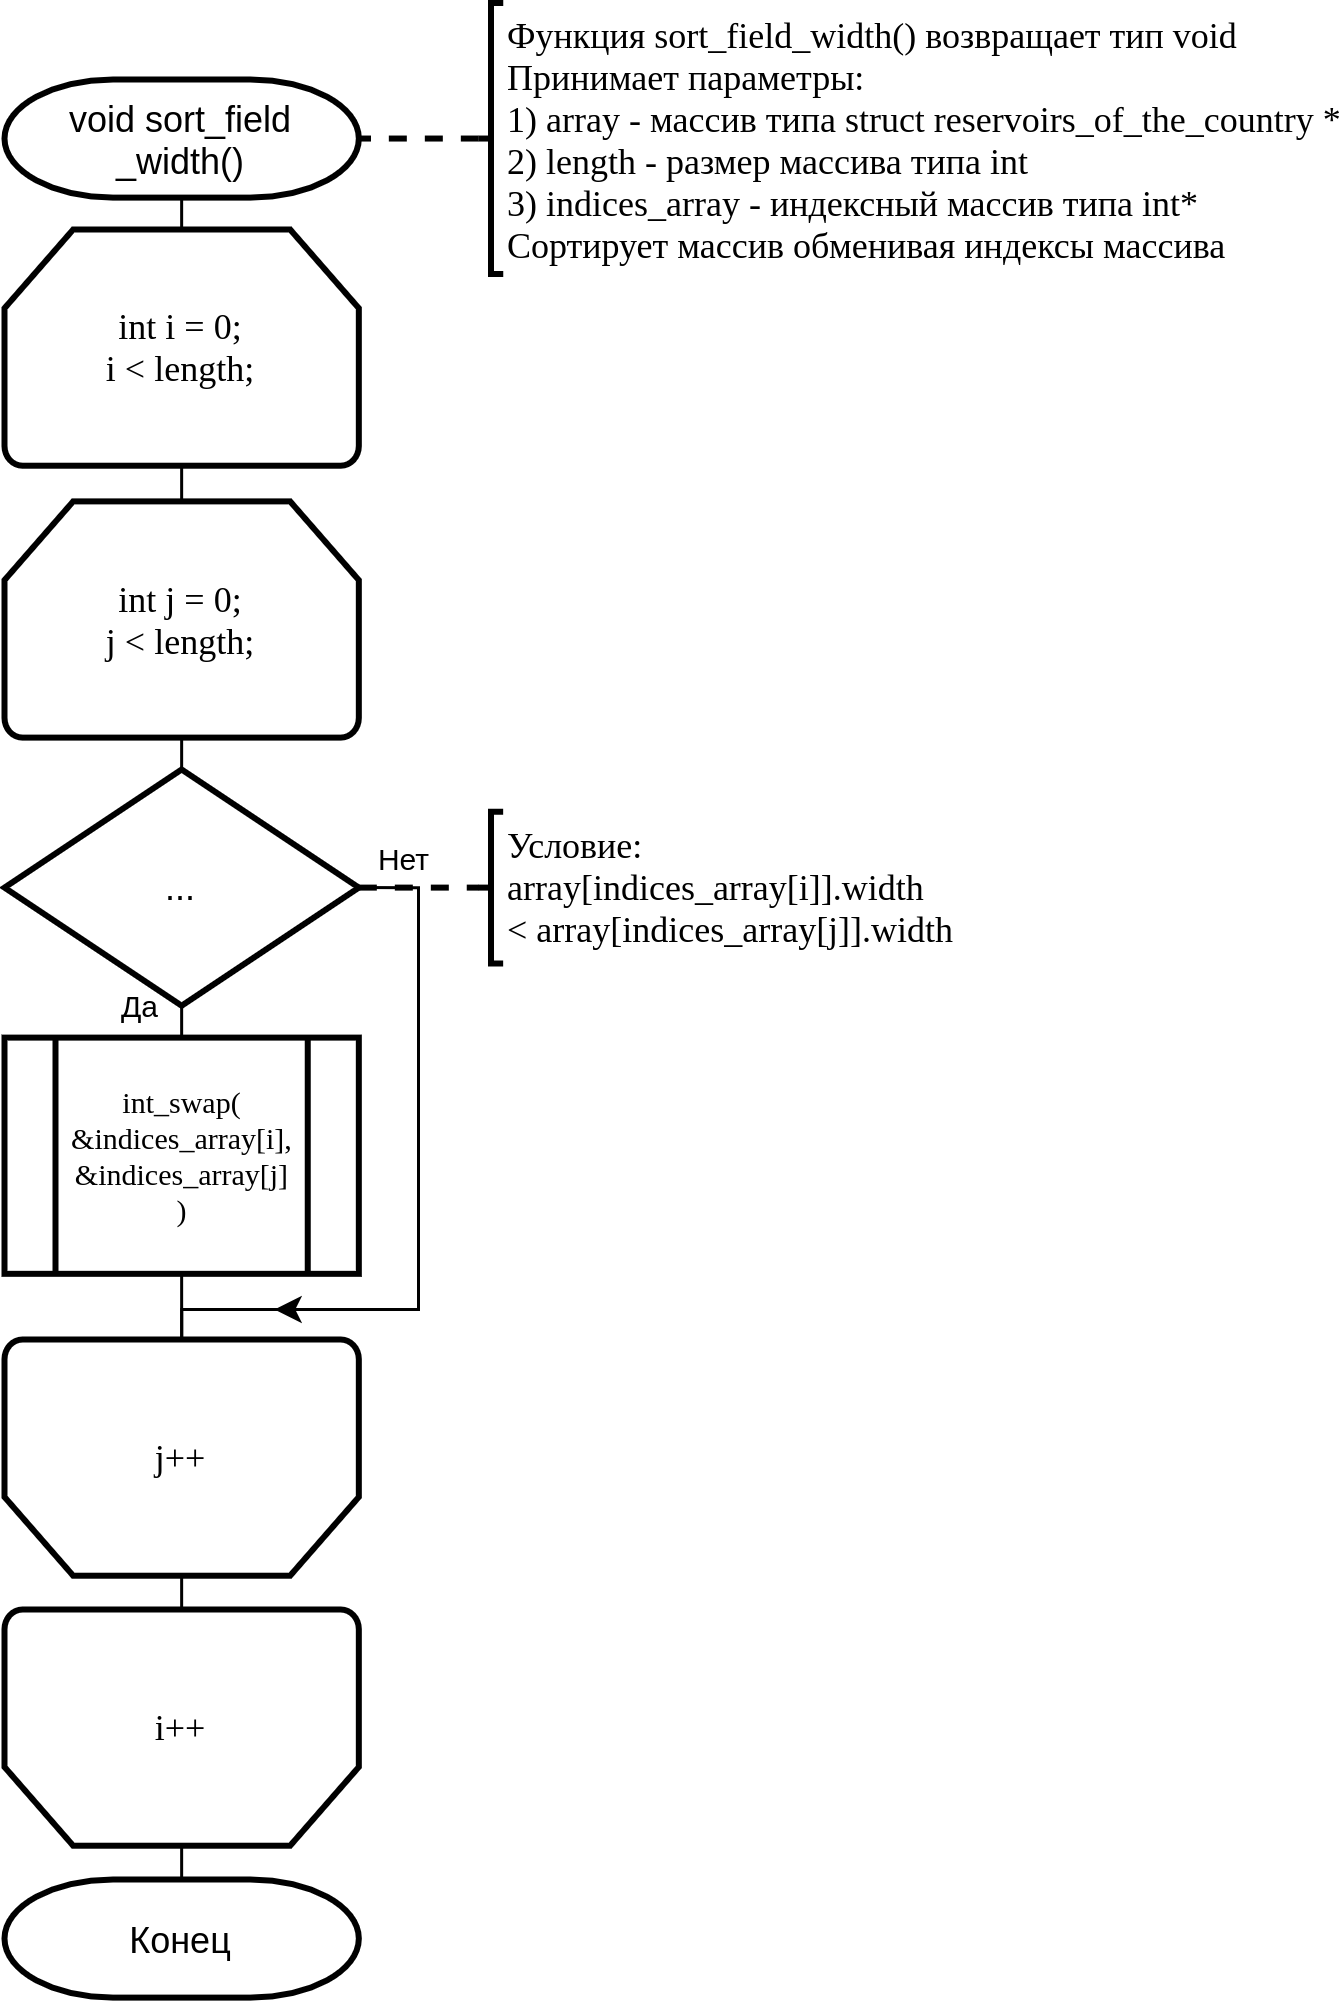 void sort_field
_width()
Функция sort_field_width() возвращает тип void
Принимает параметры:
1) array - массив типа struct reservoirs_of_the_country *
2) length - размер массива типа int
3) indices_array - индексный массив типа int*
Сортирует массив обменивая индексы массива
int i = 0;
i < length;
int j = 0;
j < length;
...
Нет
Условие:
array[indices_array[i]].width
< array[indices_array[j]].width
Да
int_swap(
&indices_array[i],
&indices_array[j]
)
j++
i++
Конец